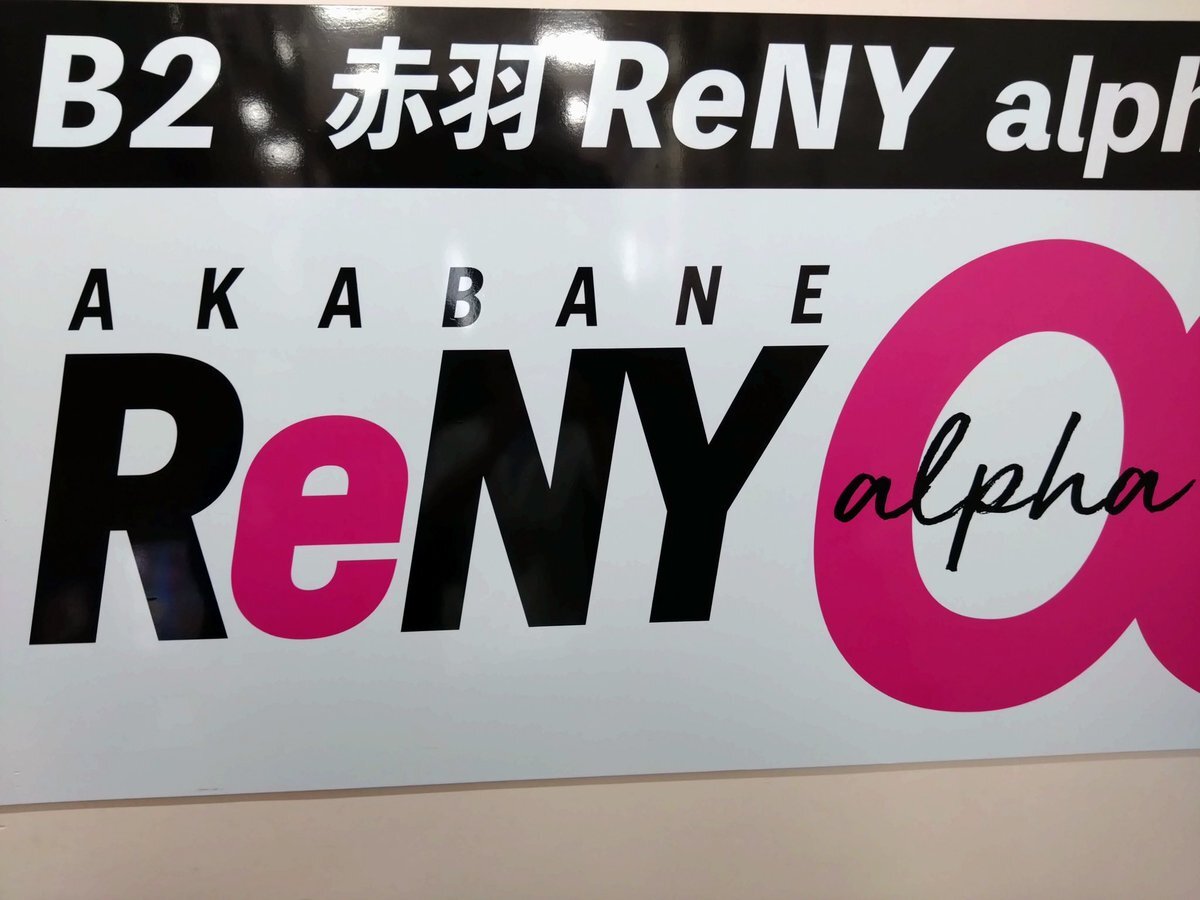 B2 赤羽 ReNY alph
AKABANE
ReNY α
alpha